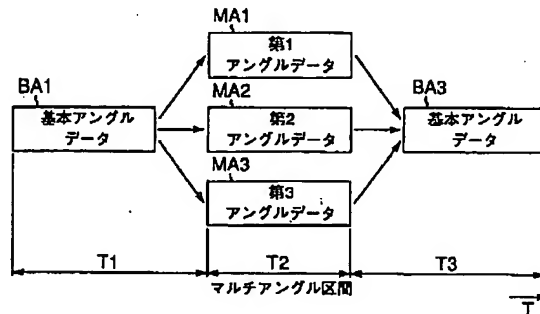 MA1
第1
アングルデータ
BA1
基本アングル
データ
MA2
第2
アングルデータ
BA3
基本アングル
データ
MA3
第3
アングルデータ
T1
T2
T3
マルチアングル区間
T